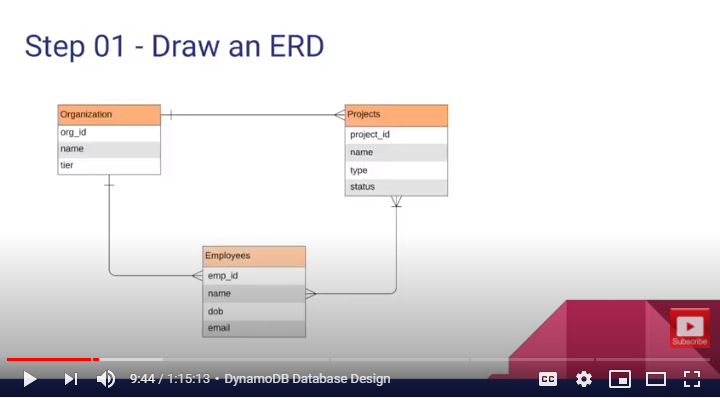 Step 01 - Draw an ERD
Organization
org_id
name
tier
Projects
project_id
name
type
status
Employees
emp_id
name
dob
email
Subscribe
9:44 / 1:15:13 • DynamoDB Database Design
CC